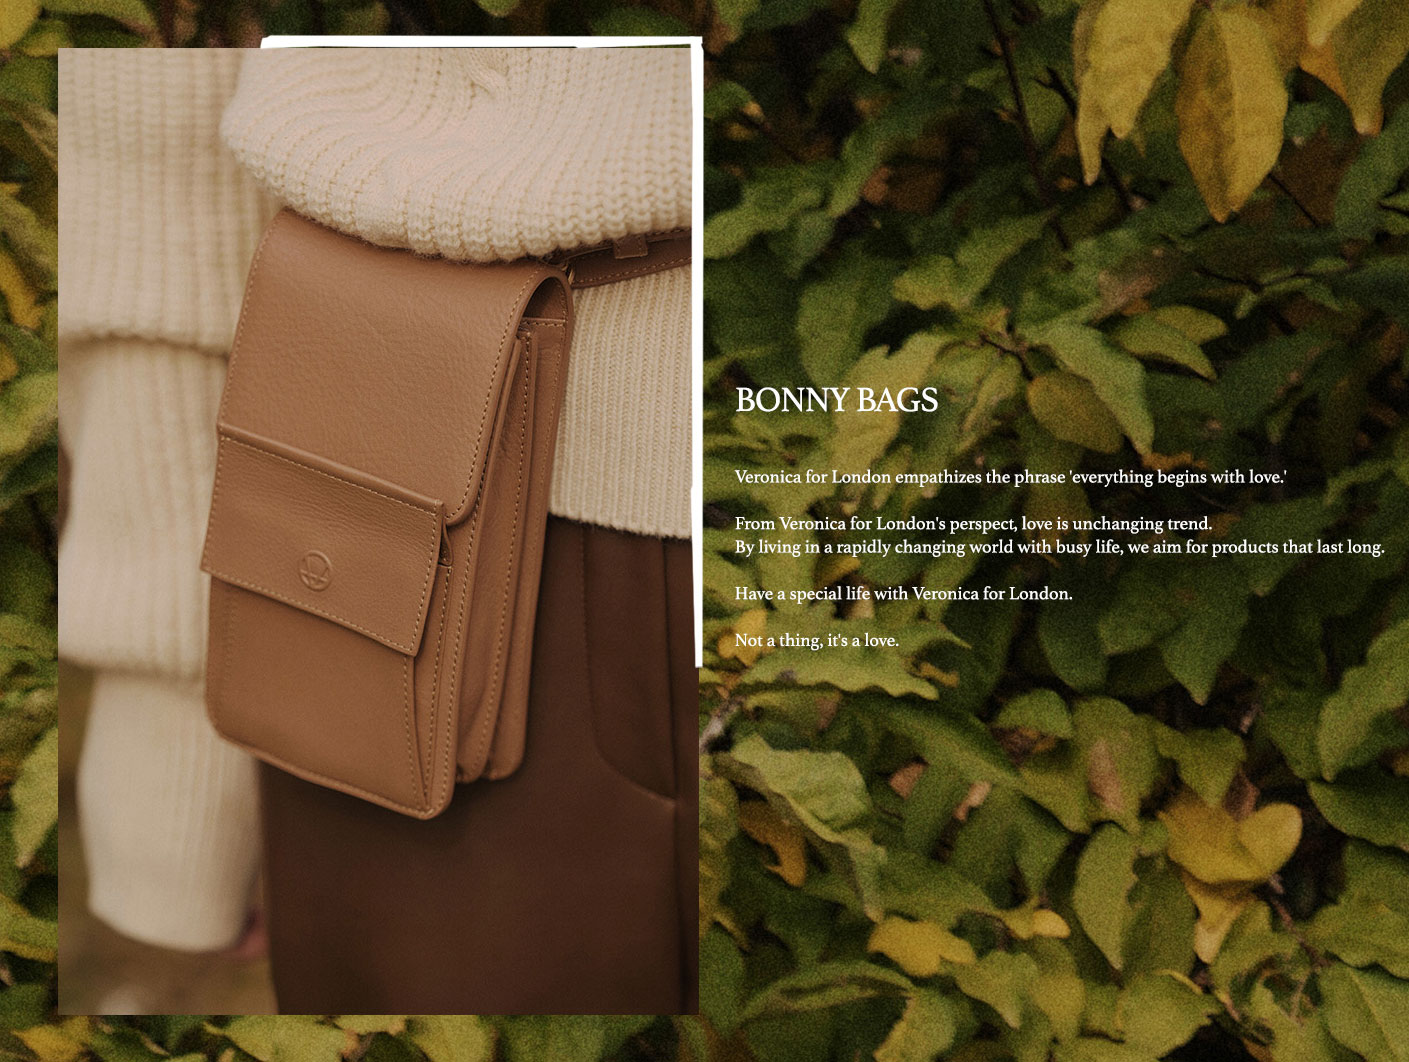 BONNY BAGS
Veronica for London empathizes the phrase 'everything begins with love.'
From Veronica for London's perspect, love is unchanging trend.
By living in a rapidly changing world with busy life, we aim for products that last long.
Have a special life with Veronica for London.
Not a thing, it's a love.